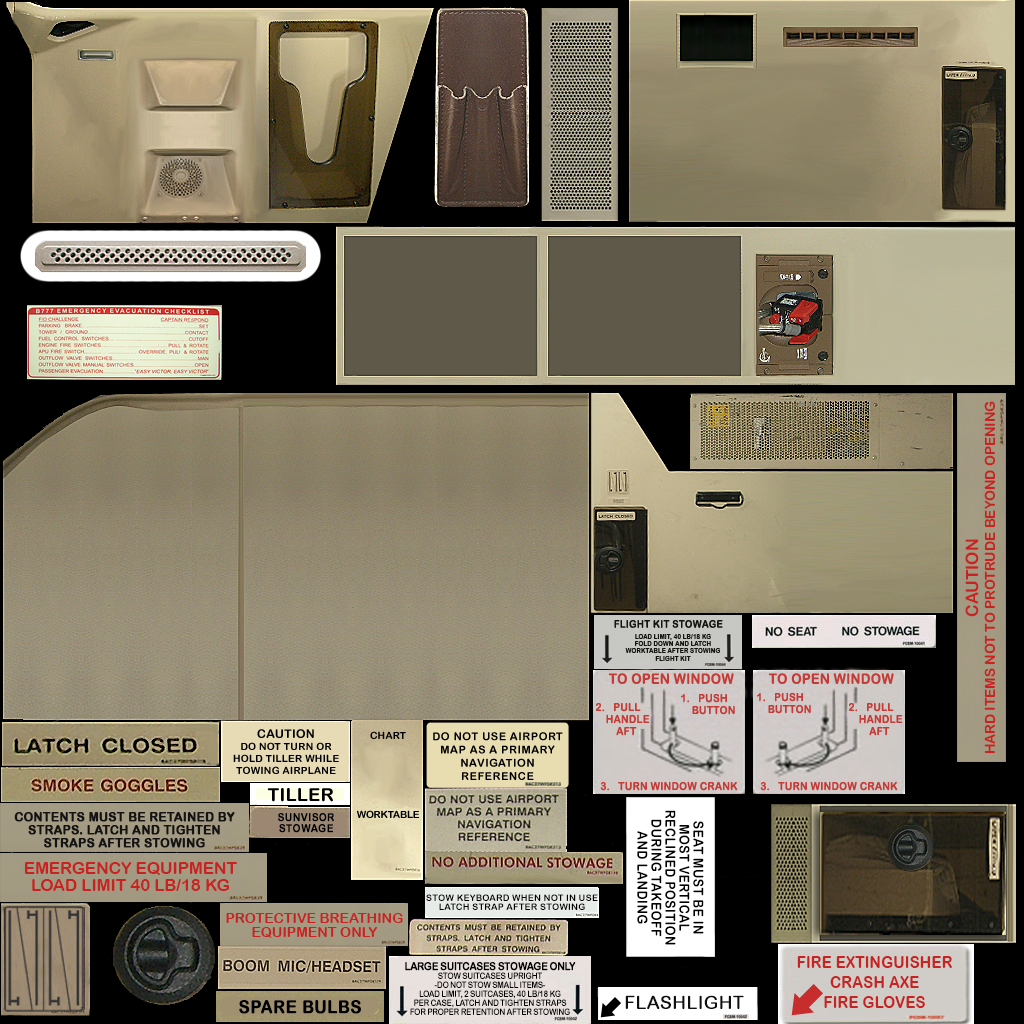 LATCH CLOSED
B777 EMERGENCY EVACUATION CHECKLIST
F/O CHALLENGE CAPTAIN RESPOND
PARKING BRAKE SET
TOWER / GROUND CONTACT
FUEL CONTROL SWITCHES CUTOFF
ENGINE FIRE SWITCHES PULL & ROTATE
APU FIRE SWITCH OVERRIDE, PULL & ROTATE
OUTFLOW VALVE SWITCHES MAN
OUTFLOW VALVE MANUAL SWITCHES OPEN
PASSENGER EVACUATION "EASY VICTOR, EASY VICTOR"
CAUTION
HARD ITEMS NOT TO PROTRUDE BEYOND OPENING
LATCH CLOSED
FLIGHT KIT STOWAGE
LOAD LIMIT, 40 LB/18 KG
FOLD DOWN AND LATCH
WORKTABLE AFTER STOWING
FLIGHT KIT
NO SEAT NO STOWAGE
TO OPEN WINDOW
1. PUSH
BUTTON
2. PULL
HANDLE
AFT
3. TURN WINDOW CRANK
TO OPEN WINDOW
1. PUSH
BUTTON
2. PULL
HANDLE
AFT
3. TURN WINDOW CRANK
LATCH CLOSED
SMOKE GOGGLES
CONTENTS MUST BE RETAINED BY
STRAPS. LATCH AND TIGHTEN
STRAPS AFTER STOWING
EMERGENCY EQUIPMENT
LOAD LIMIT 40 LB/18 KG
CAUTION
DO NOT TURN OR
HOLD TILLER WHILE
TOWING AIRPLANE
TILLER
SUNVISOR
STOWAGE
CHART
WORKTABLE
DO NOT USE AIRPORT
MAP AS A PRIMARY
NAVIGATION
REFERENCE
DO NOT USE AIRPORT
MAP AS A PRIMARY
NAVIGATION
REFERENCE
NO ADDITIONAL STOWAGE
STOW KEYBOARD WHEN NOT IN USE
LATCH STRAP AFTER STOWING
CONTENTS MUST BE RETAINED BY
STRAPS. LATCH AND TIGHTEN
STRAPS AFTER STOWING
PROTECTIVE BREATHING
EQUIPMENT ONLY
BOOM MIC/HEADSET
SPARE BULBS
LARGE SUITCASES STOWAGE ONLY
STOW SUITCASES UPRIGHT
-DO NOT STOW SMALL ITEMS-
LOAD LIMIT, 2 SUITCASES, 40 LB/18 KG
PER CASE, LATCH AND TIGHTEN STRAPS
FOR PROPER RETENTION AFTER STOWING
SEAT MUST BE IN
MOST VERTICAL
RECLINED POSITION
DURING TAKEOFF
AND LANDING
FLASHLIGHT
FIRE EXTINGUISHER
CRASH AXE
FIRE GLOVES